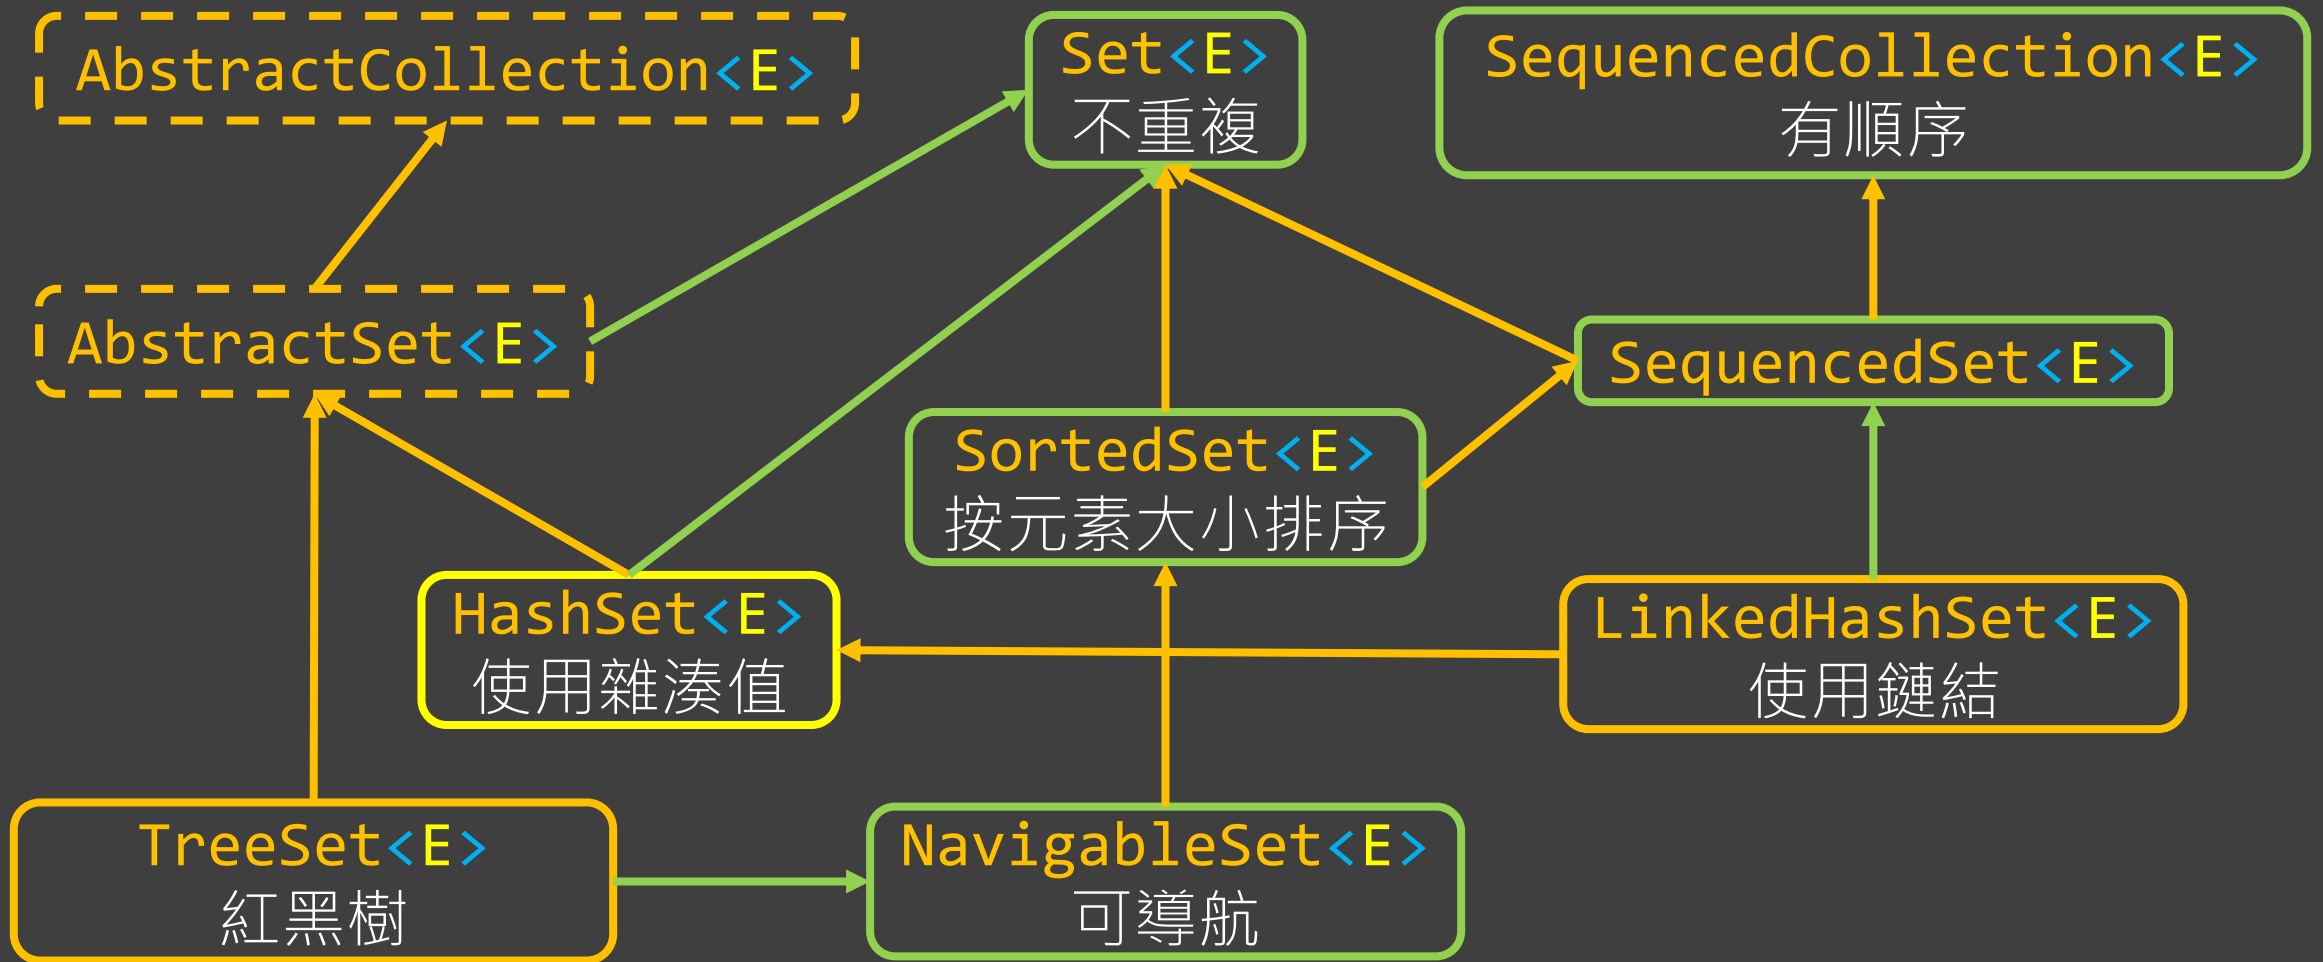 AbstractCollection<E>
Set<E>
不重複
SequencedCollection<E>
有順序
AbstractSet<E>
SequencedSet<E>
SortedSet<E>
按元素大小排序
HashSet<E>
使用雜湊值
LinkedHashSet<E>
使用鏈結
TreeSet<E>
紅黑樹
NavigableSet<E>
可導航